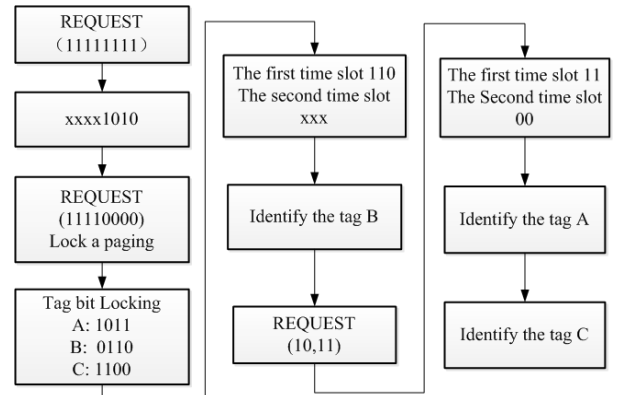 REQUEST
（11111111）
xxxx1010
REQUEST
(11110000)
Lock a paging
Tag bit Locking
A: 1011
B: 0110
C: 1100
The first time slot 110
The second time slot
xxx
Identify the tag B
REQUEST
(10,11)
The first time slot 11
The Second time slot
00
Identify the tag A
Identify the tag C